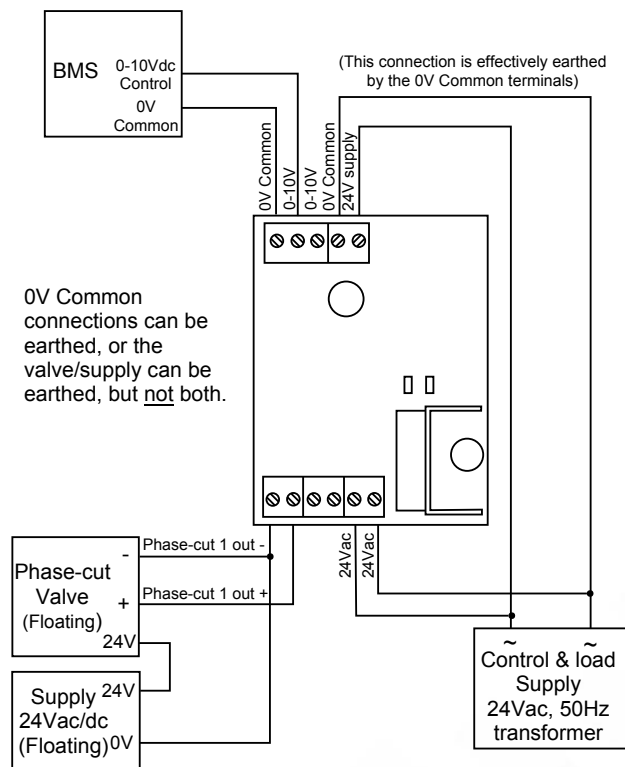 BMS
0-10Vdc
Control
0V
Common
(This connection is effectively earthed
by the 0V Common terminals)
0V Common
0-10V
0-10V
0V Common
24V supply
0V Common
connections can be
earthed, or the
valve/supply can be
earthed, but not both.
Phase-cut 1 out -
Phase-cut 1 out +
24Vac
24Vac
-
Phase-cut
Valve
+
(Floating)
24V
24V
Supply
24Vac/dc
(Floating)
0V
~ ~
Control & load
Supply
24Vac, 50Hz
transformer